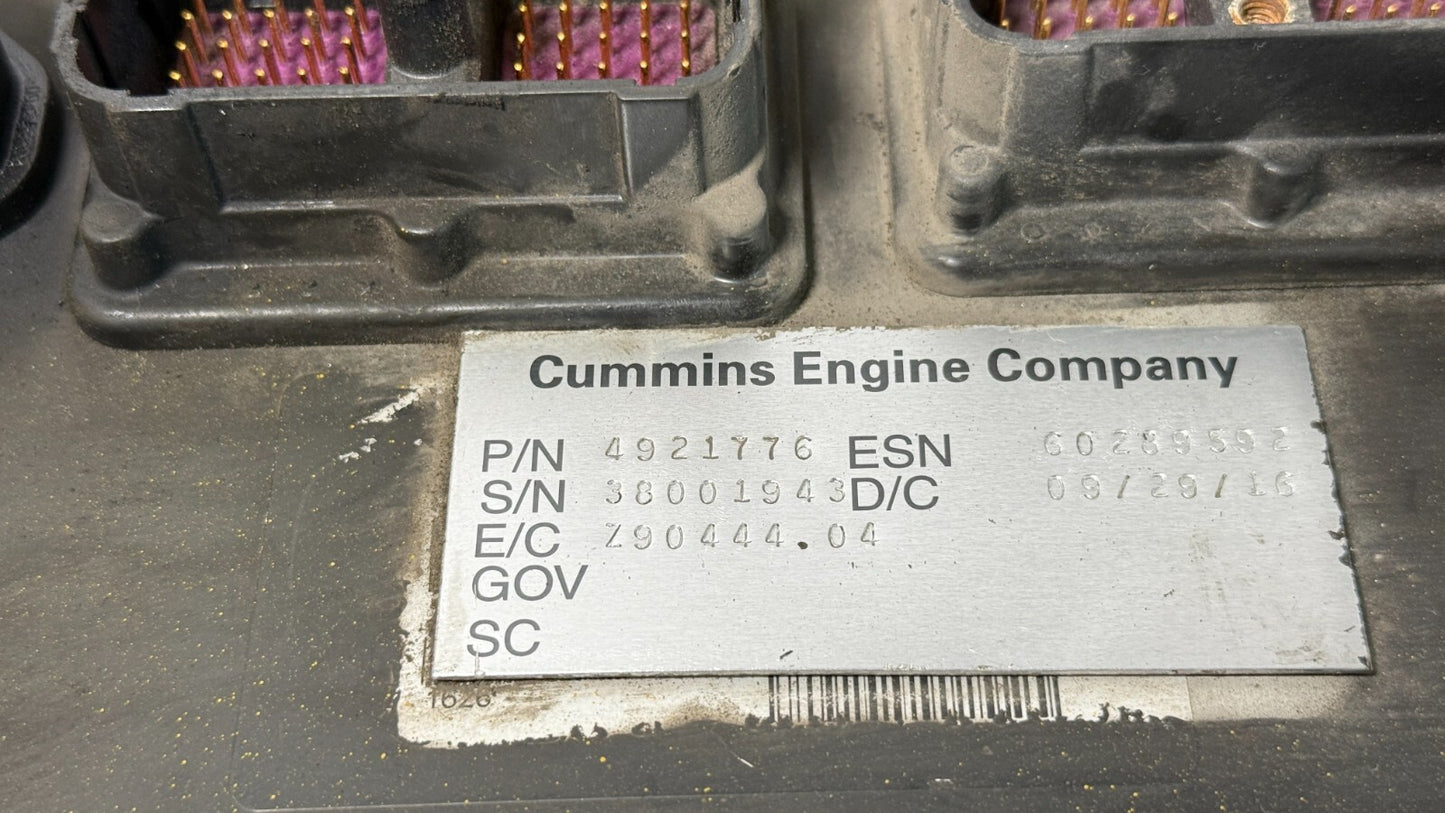 Cummins Engine Company
P/N 4921776 ESN 60289592
S/N 38001943 D/C 09/29/16
E/C Z90444.04
GOV
SC
1626